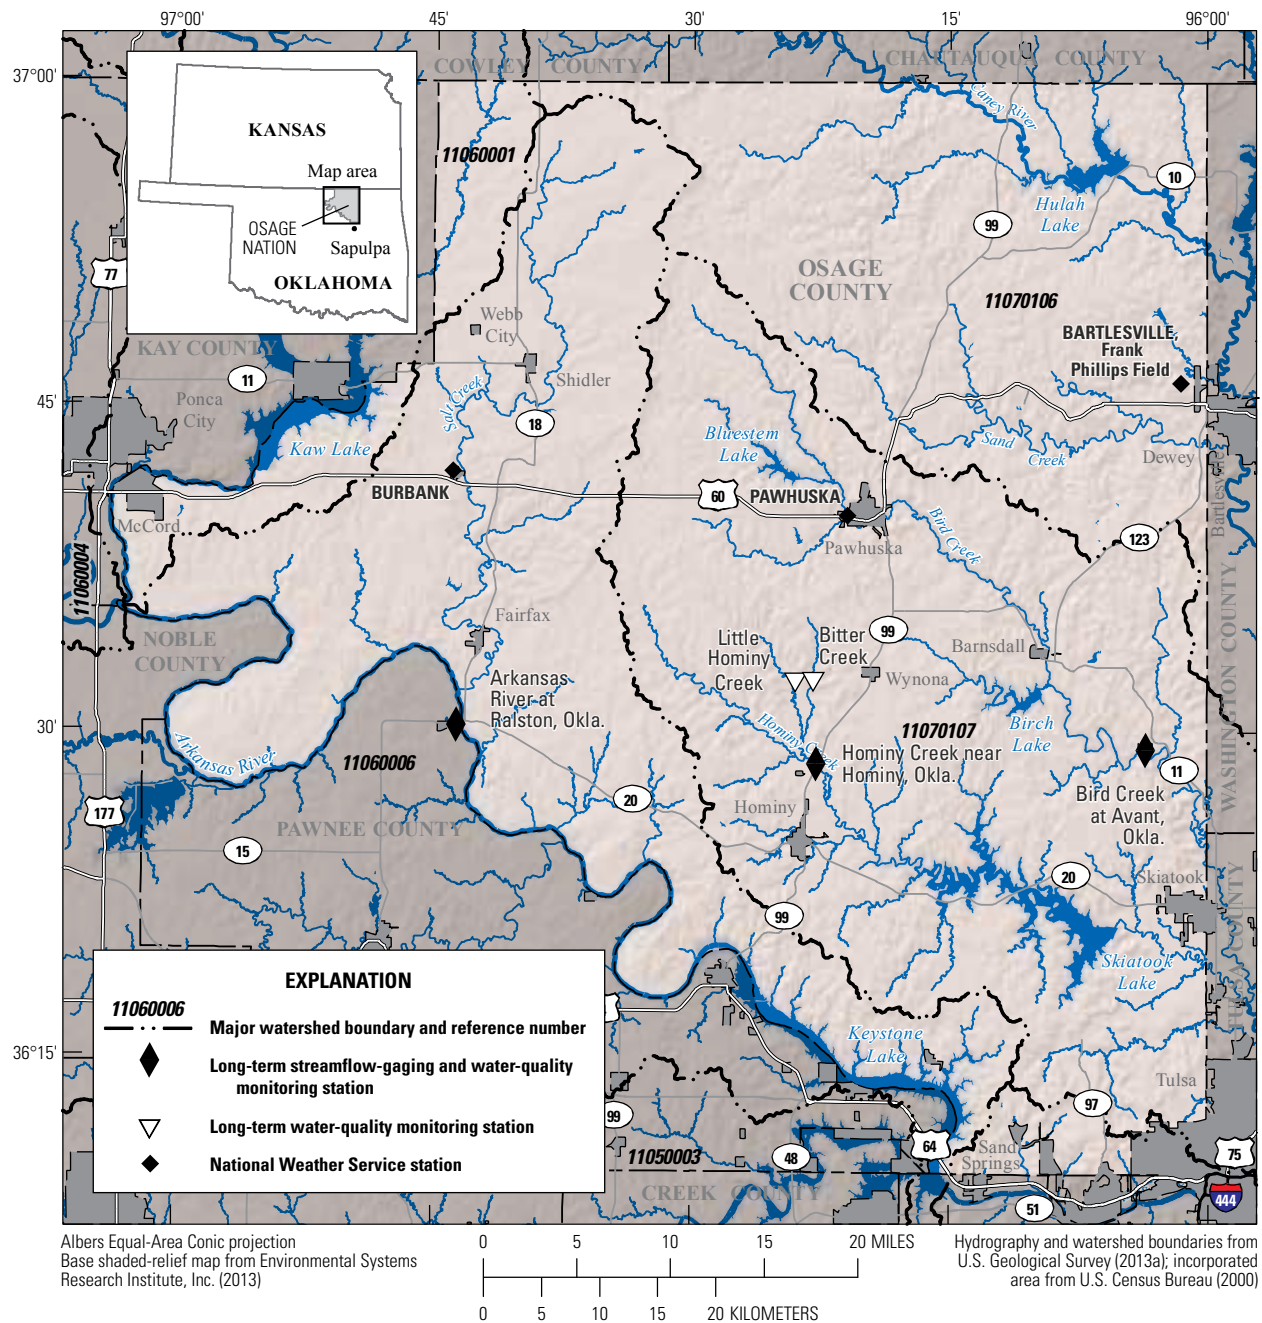 97°00'
45'
30'
15'
96°00'
37°00'
COWLEY COUNTY
CHAUTAUQUA COUNTY
Caney River
KANSAS
Map area
OSAGE
NATION
Sapulpa
OKLAHOMA
11060001
10
Hulah
Lake
99
77
OSAGE
COUNTY
11070106
Webb
City
BARTLESVILLE,
Frank
Phillips Field
KAY COUNTY
11
Shidler
Salt Creek
45'
Ponca
City
18
Kaw Lake
Bluestem
Lake
Sand
Creek
Dewey
Bartlesville
BURBANK
60
PAWHUSKA
McCord
Pawhuska
Bird Creek
123
11060004
NOBLE
COUNTY
Fairfax
Little
Hominy
Creek
Bitter
Creek
99
Barnsdall
Wynona
WASHINGTON COUNTY
Arkansas
River at
Ralston, Okla.
30'
Arkansas River
11060006
Hominy Creek
11070107
Birch
Lake
Hominy Creek near
Hominy, Okla.
11
177
20
Hominy
Bird Creek
at Avant,
Okla.
PAWNEE COUNTY
15
20
Skiatook
99
TULSA COUNTY
Skiatook
Lake
EXPLANATION
11060006
Major watershed boundary and reference number
Long-term streamflow-gaging and water-quality
monitoring station
Long-term water-quality monitoring station
National Weather Service station
36°15'
Keystone
Lake
Tulsa
97
99
64
Sand
Springs
75
48
11050003
CREEK COUNTY
51
444
Albers Equal-Area Conic projection
Base shaded-relief map from Environmental Systems
Research Institute, Inc. (2013)
0 5 10 15 20 MILES
0 5 10 15 20 KILOMETERS
Hydrography and watershed boundaries from
U.S. Geological Survey (2013a); incorporated
area from U.S. Census Bureau (2000)